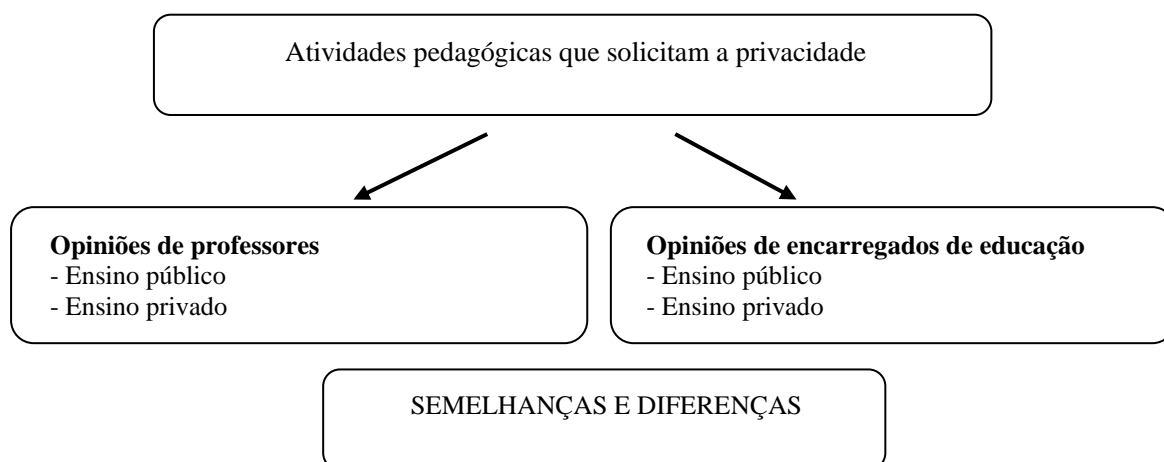 Atividades pedagógicas que solicitam a privacidade
Opiniões de professores
- Ensino público
- Ensino privado
Opiniões de encarregados de educação
- Ensino público
- Ensino privado
SEMELHANÇAS E DIFERENÇAS